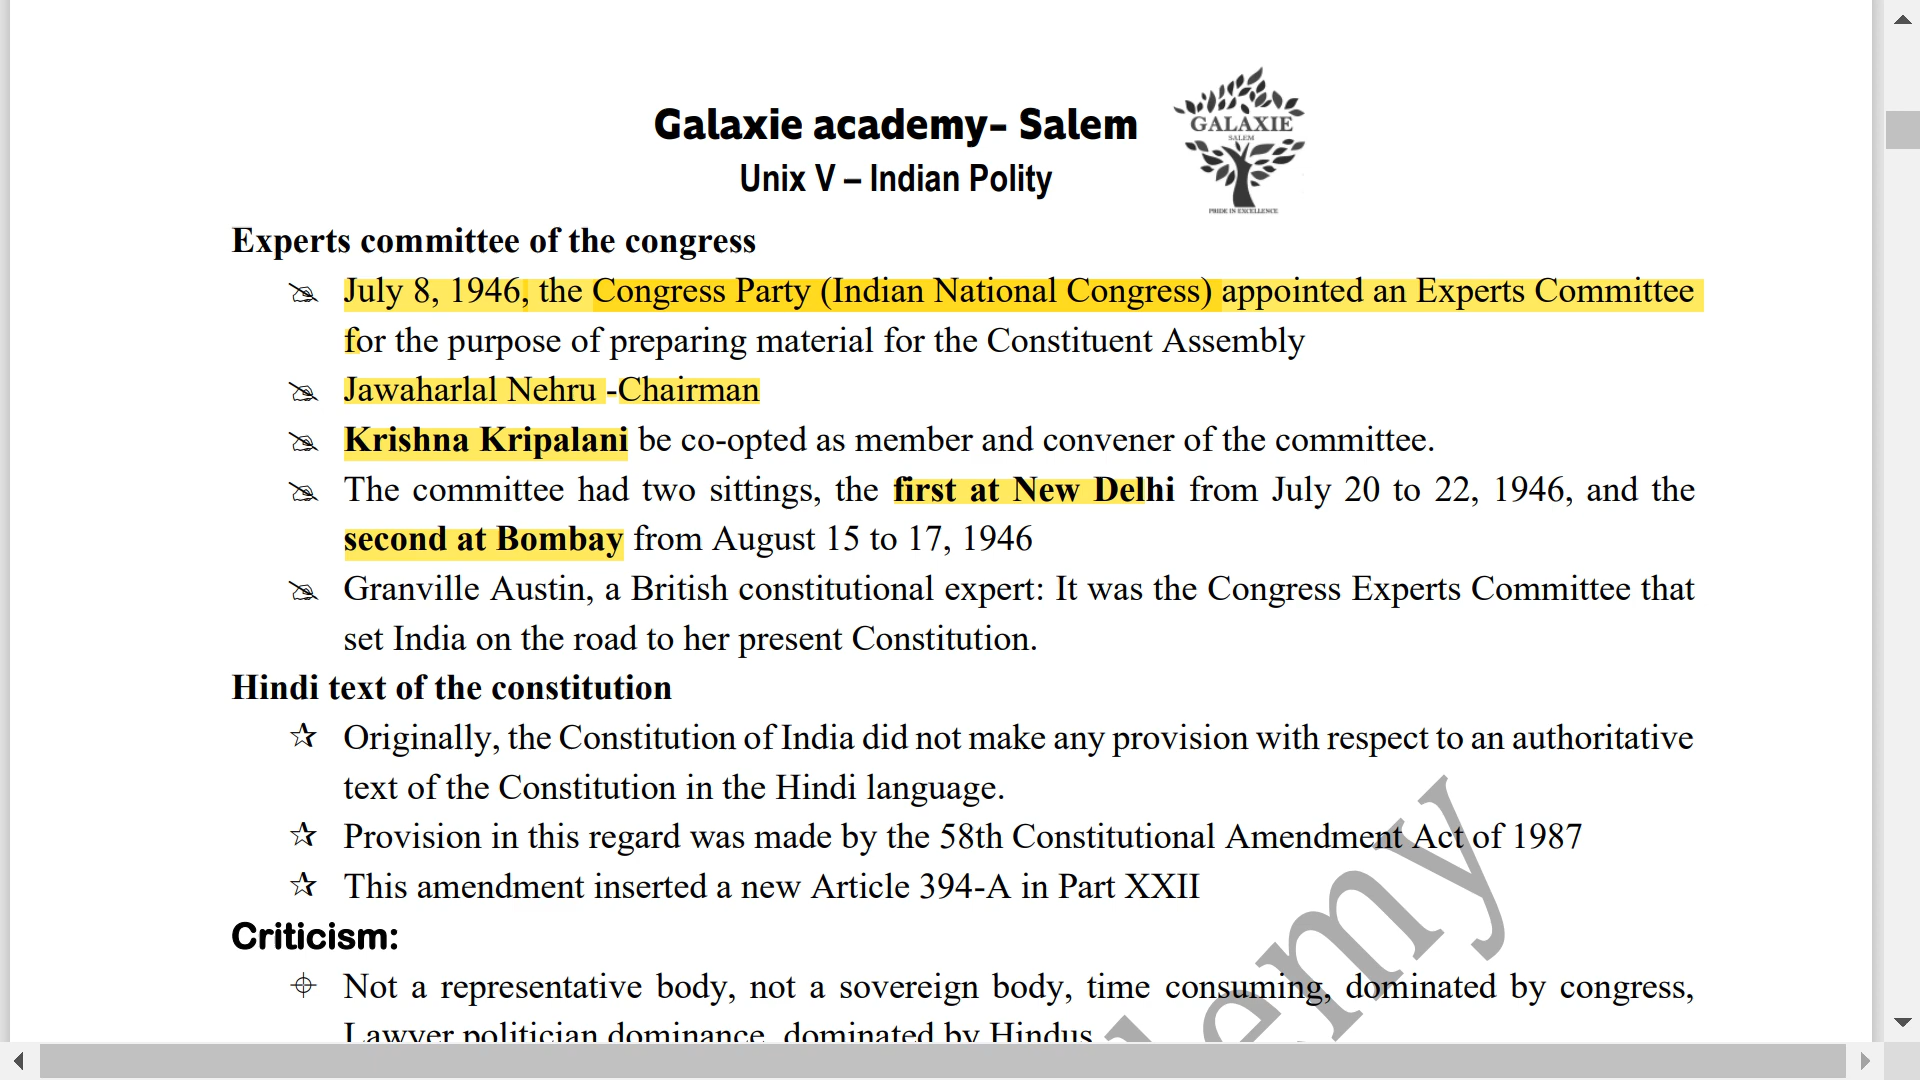 Galaxie academy- Salem
GALAXIE
SALEM
PRIDE IN EXCELLENCE
Unix V – Indian Polity
Experts committee of the congress
July 8, 1946, the Congress Party (Indian National Congress) appointed an Experts Committee
for the purpose of preparing material for the Constituent Assembly
Jawaharlal Nehru -Chairman
Krishna Kripalani be co-opted as member and convener of the committee.
The committee had two sittings, the first at New Delhi from July 20 to 22, 1946, and the
second at Bombay from August 15 to 17, 1946
Granville Austin, a British constitutional expert: It was the Congress Experts Committee that
set India on the road to her present Constitution.
Hindi text of the constitution
Originally, the Constitution of India did not make any provision with respect to an authoritative
text of the Constitution in the Hindi language.
Provision in this regard was made by the 58th Constitutional Amendment Act of 1987
This amendment inserted a new Article 394-A in Part XXII
Criticism:
Not a representative body, not a sovereign body, time consuming, dominated by congress,
Lawyer politician dominance, dominated by Hindus
demy